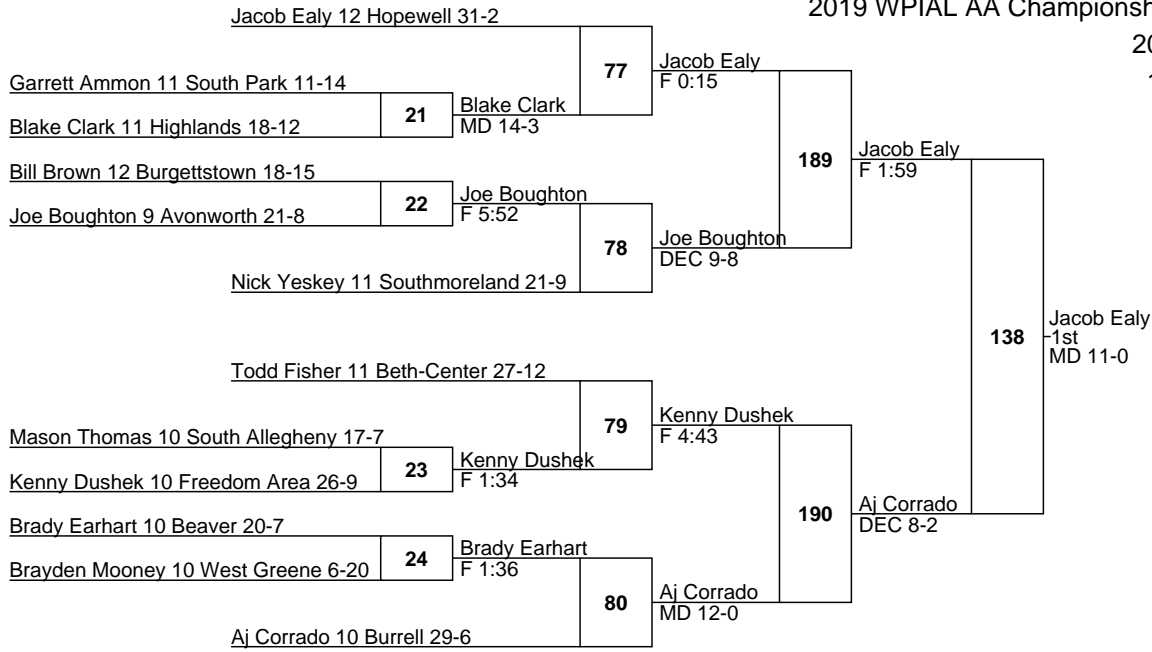 2019 WPIAL AA Championsh
20
Jacob Ealy 12 Hopewell 31-2
77
Jacob Ealy
F 0:15
Garrett Ammon 11 South Park 11-14
21
Blake Clark
MD 14-3
Blake Clark 11 Highlands 18-12
189
Jacob Ealy
F 1:59
Bill Brown 12 Burgettstown 18-15
22
Joe Boughton
F 5:52
Joe Boughton 9 Avonworth 21-8
78
Joe Boughton
DEC 9-8
Nick Yeskey 11 Southmoreland 21-9
138
Jacob Ealy
1st
MD 11-0
Todd Fisher 11 Beth-Center 27-12
79
Kenny Dushek
F 4:43
Mason Thomas 10 South Allegheny 17-7
23
Kenny Dushek
F 1:34
Kenny Dushek 10 Freedom Area 26-9
190
Aj Corrado
DEC 8-2
Brady Earhart 10 Beaver 20-7
24
Brady Earhart
F 1:36
Brayden Mooney 10 West Greene 6-20
80
Aj Corrado
MD 12-0
Aj Corrado 10 Burrell 29-6